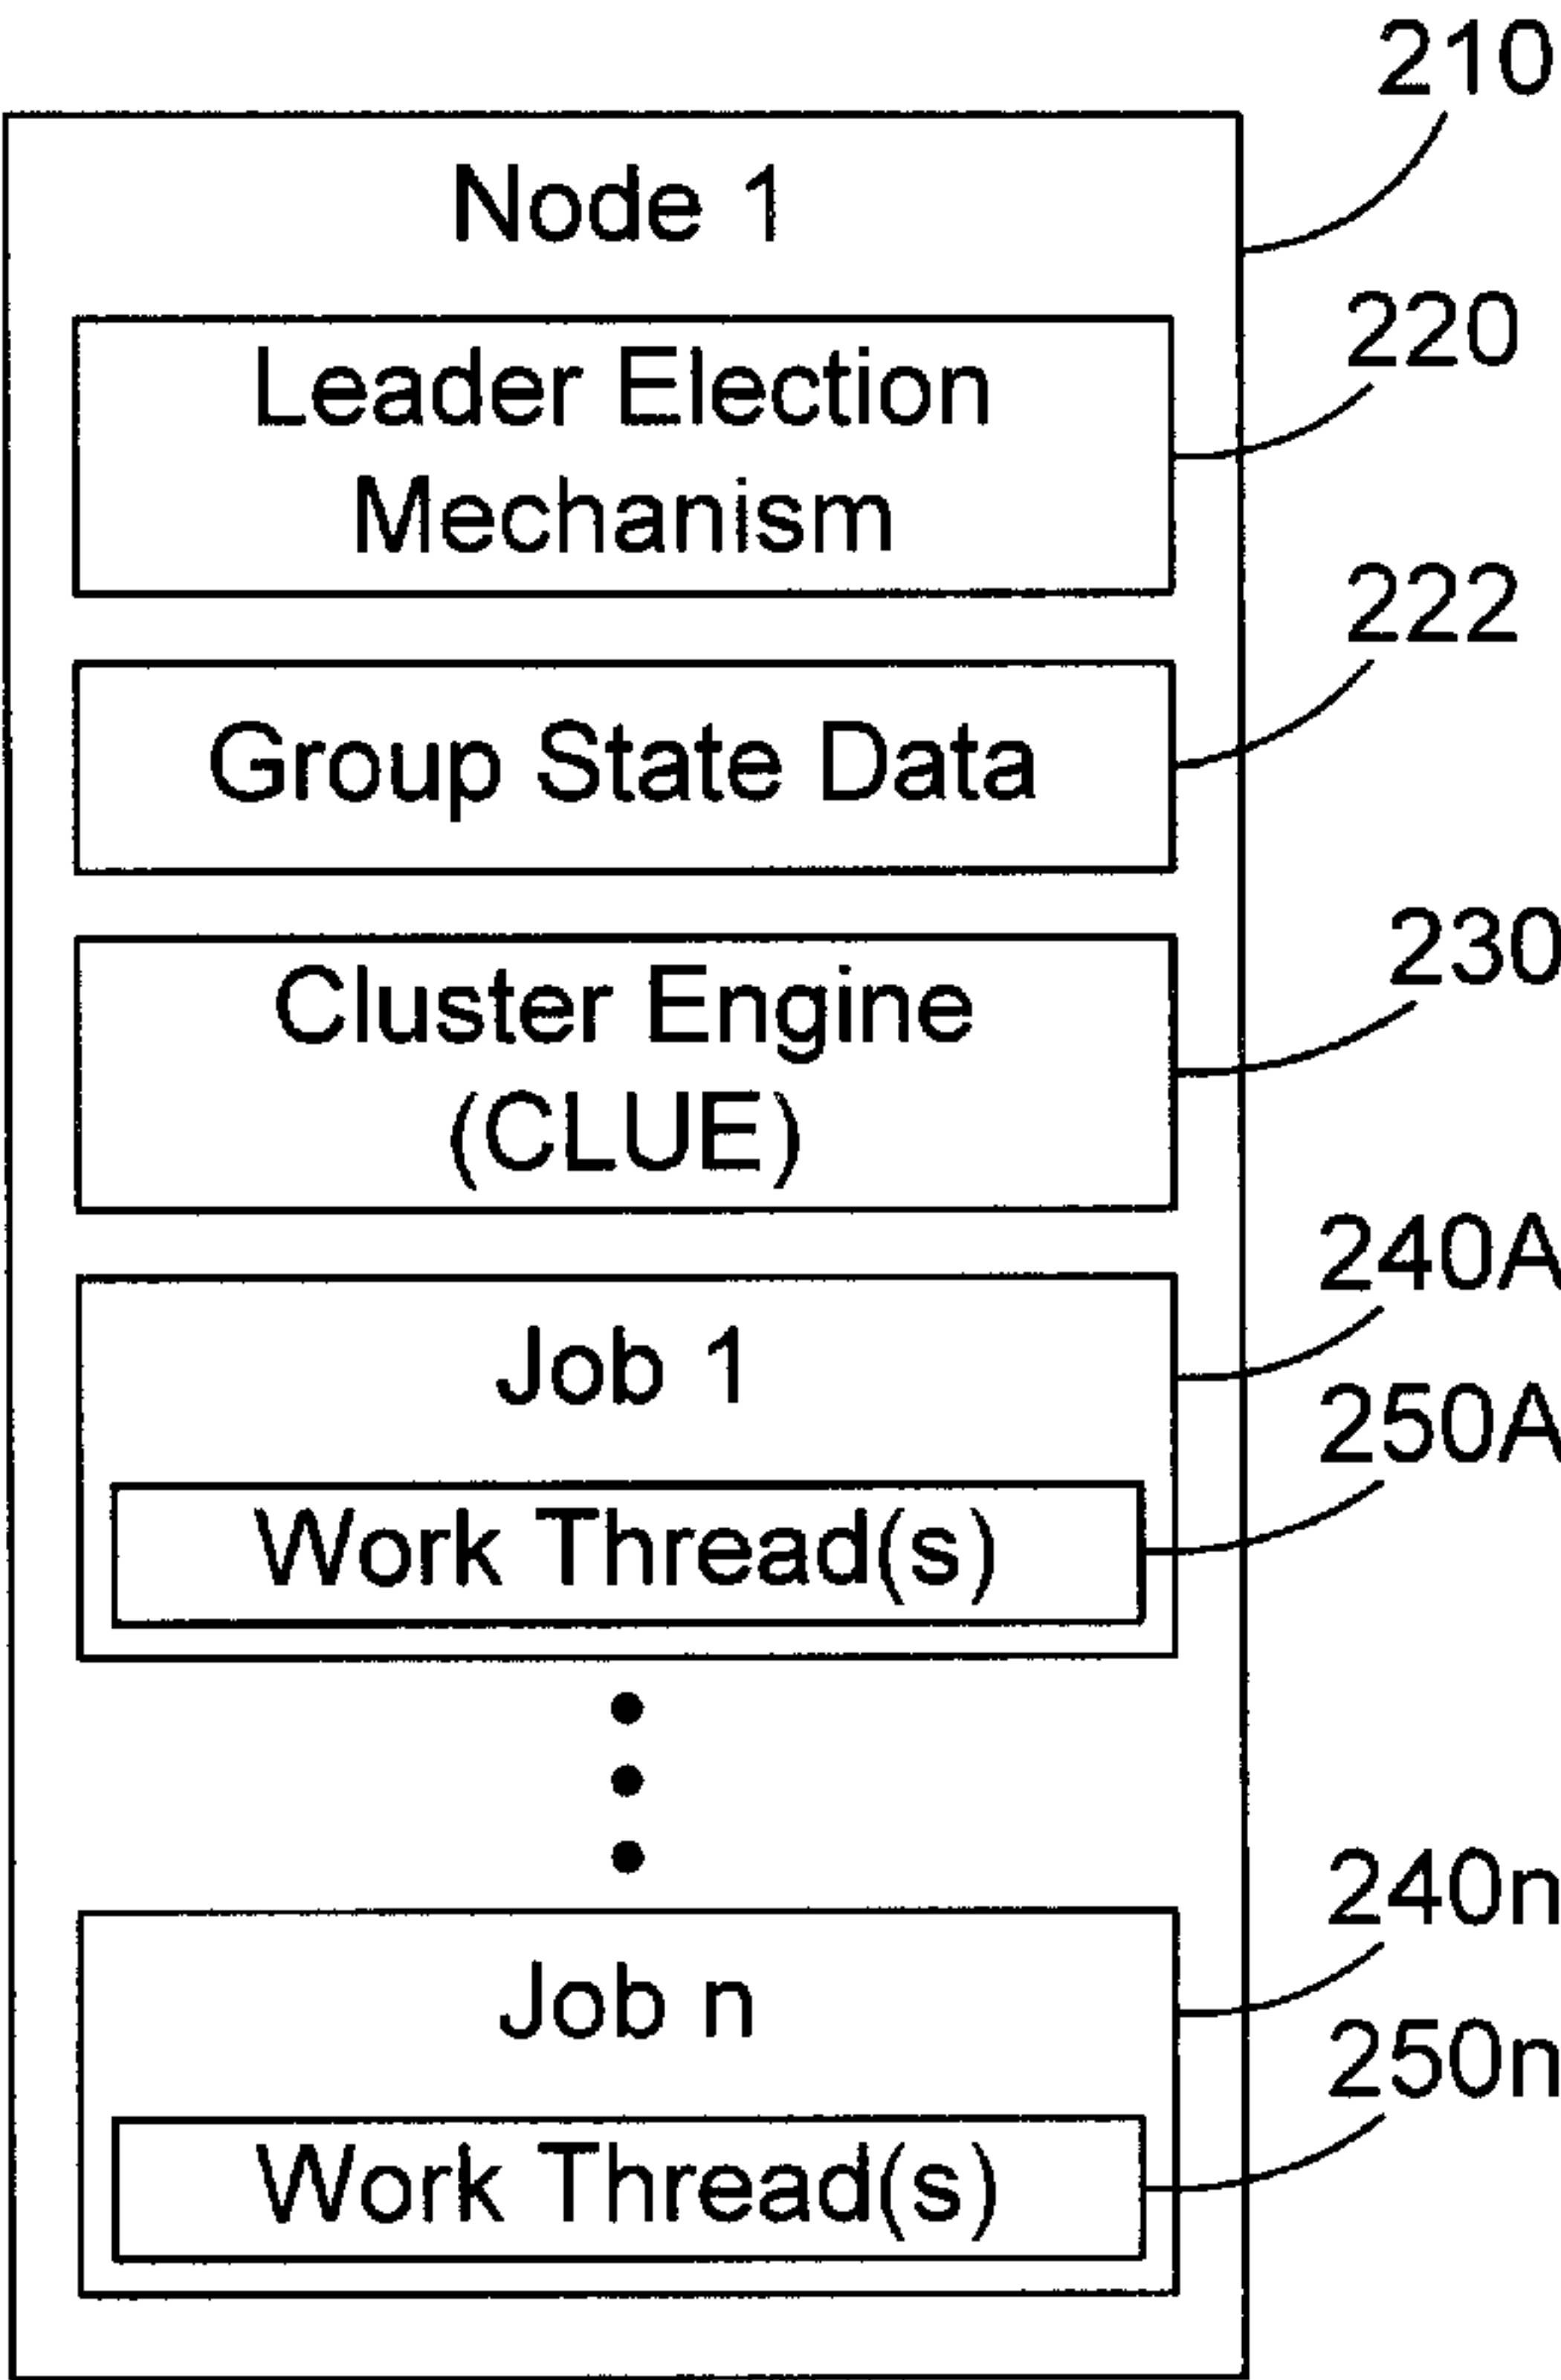 210
Node 1
220
Leader Election
Mechanism
222
Group State Data
230
Cluster Engine
(CLUE)
240A
Job 1
250A
Work Thread(s)
240n
Job n
250n
Work Thread(s)